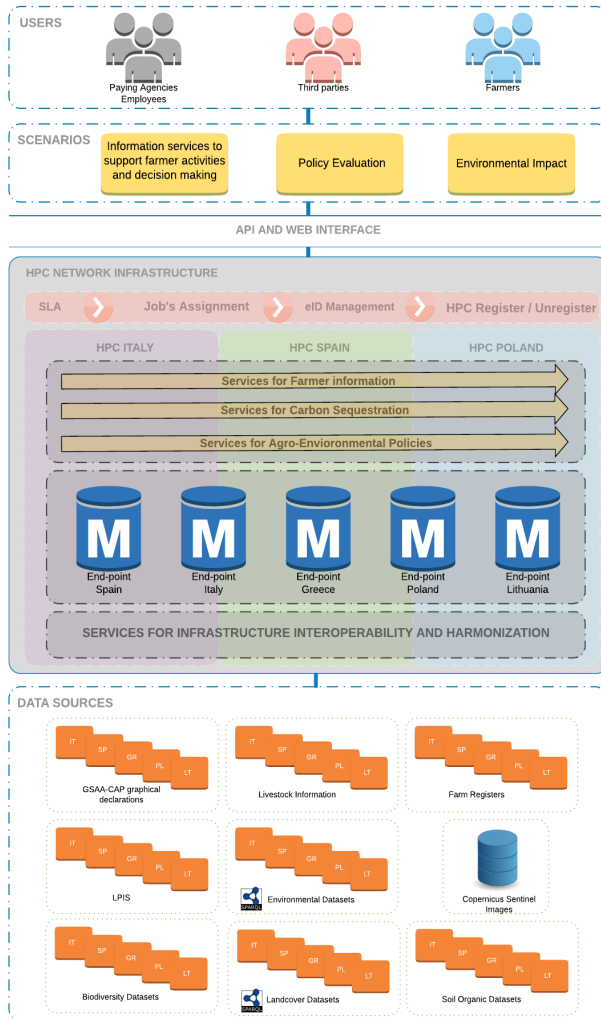 USERS
Paying Agencies
Employees
Third parties
Farmers
SCENARIOS
Information services to
support farmer activities
and decision making
Policy Evaluation
Environmental Impact
API AND WEB INTERFACE
HPC NETWORK INFRASTRUCTURE
SLA
Job's Assignment
eID Management
HPC Register / Unregister
HPC ITALY
HPC SPAIN
HPC POLAND
Services for Farmer information
Services for Carbon Sequestration
Services for Agro-Envioronmental Policies
M
M
M
M
M
End-point
Spain
End-point
Italy
End-point
Greece
End-point
Poland
End-point
Lithuania
SERVICES FOR INFRASTRUCTURE INTEROPERABILITY AND HARMONIZATION
DATA SOURCES
IT
SP
GR
PL
LT
GSAA-CAP graphical
declarations
IT
SP
GR
PL
LT
Livestock Information
IT
SP
GR
PL
LT
Farm Registers
IT
SP
GR
PL
LT
LPIS
IT
SP
GR
PL
LT
SPARQL
Environmental Datasets
Copernicus Sentinel
Images
IT
SP
GR
PL
LT
Biodiversity Datasets
IT
SP
GR
PL
LT
SPARQL
Landcover Datasets
IT
SP
GR
PL
LT
Soil Organic Datasets